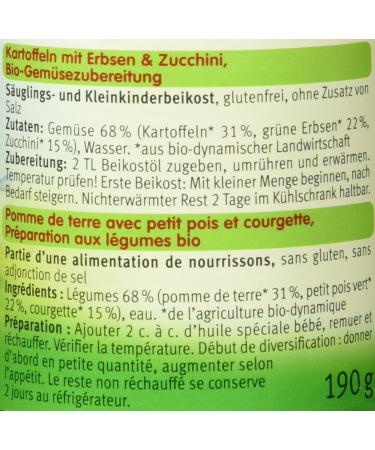 Kartoffeln mit Erbsen & Zucchini,
Bio-Gemüsezubereitung
Säuglings- und Kleinkinderbeikost, glutenfrei, ohne Zusatz von
Salz
Zutaten: Gemüse 68 % (Kartoffeln* 31 %, grüne Erbsen* 22%,
Zucchini* 15 %), Wasser. *aus bio-dynamischer Landwirtschaft
Zubereitung: 2 TL Beikostöl zugeben, umrühren und erwärmen.
Temperatur prüfen! Erste Beikost: Mit kleiner Menge beginnen, nach
Bedarf steigern. Nichterwärmter Rest 2 Tage im Kühlschrank haltbar.
Pomme de terre avec petit pois et courgette,
Préparation aux légumes bio
Partie d'une alimentation de nourrissons, sans gluten, sans
adjonction de sel
Ingrédients : Légumes 68 % (pomme de terre* 31%, petit pois vert*
22%, courgette* 15 %), eau. *de l'agriculture bio-dynamique
Préparation : Ajouter 2 c. à c. d'huile spéciale bébé, remuer et
réchauffer. Vérifier la température. Début de diversification : donner
d'abord en petite quantité, augmenter selon
l'appétit. Le reste non réchauffé se conserve
2 jours au réfrigérateur.
190g